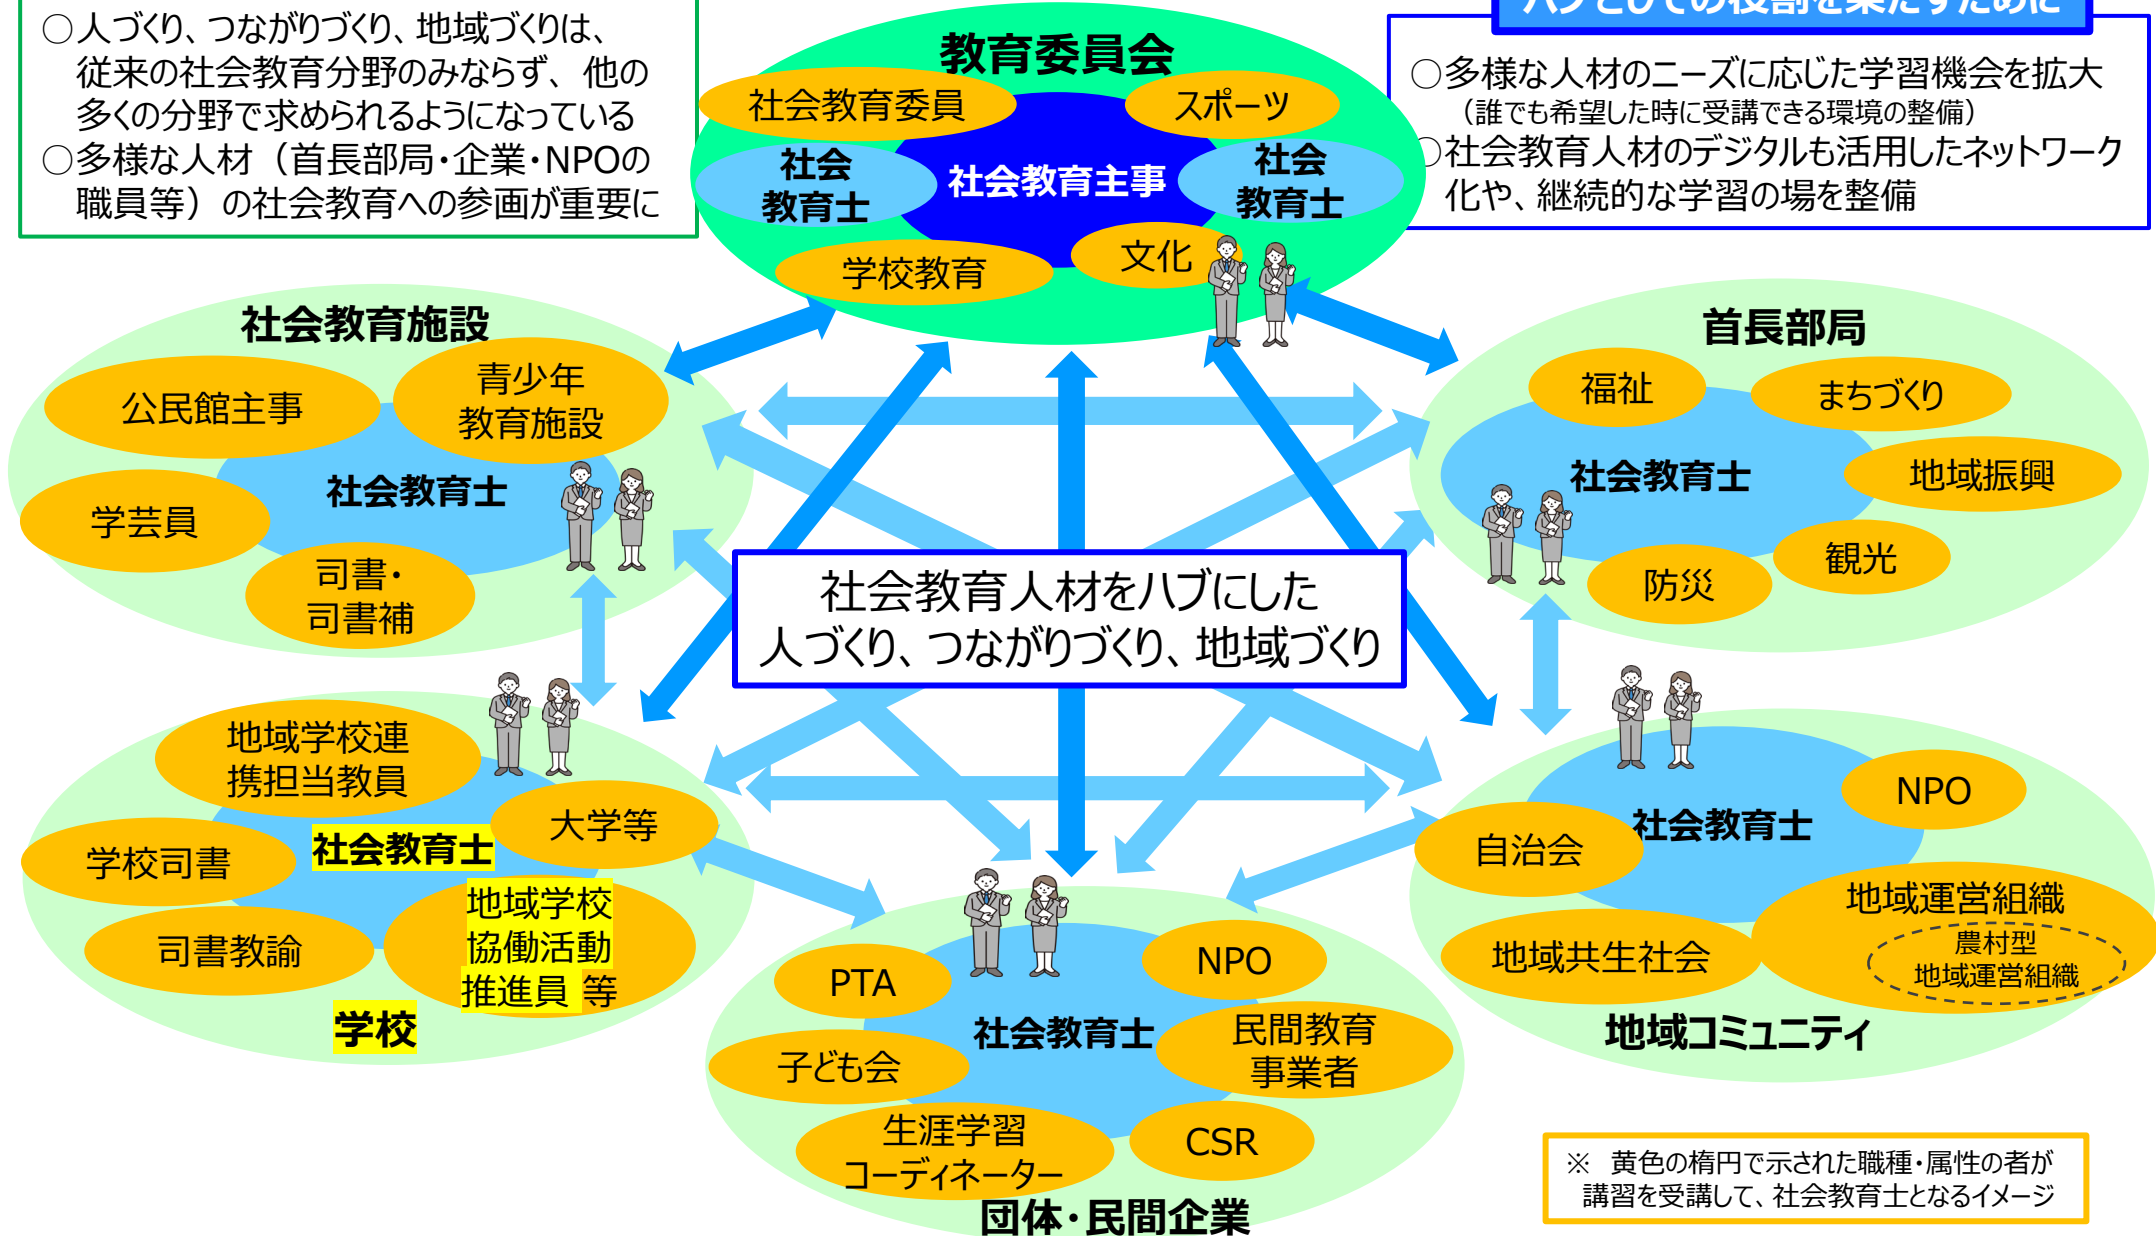 ○人づくり、つながりづくり、地域づくりは、
従来の社会教育分野のみならず、他の
多くの分野で求められるようになっている
○多様な人材（首長部局・企業・NPOの
職員等）の社会教育への参画が重要に
ハブとしての役割を果たすために
○多様な人材のニーズに応じた学習機会を拡大
（誰でも希望した時に受講できる環境の整備）
○社会教育人材のデジタルも活用したネットワーク
化や、継続的な学習の場を整備
教育委員会
社会教育委員
スポーツ
社会
教育士
社会教育主事
社会
教育士
学校教育
文化
社会教育施設
公民館主事
青少年
教育施設
社会教育士
学芸員
司書・
司書補
首長部局
福祉
まちづくり
社会教育士
地域振興
観光
防災
社会教育人材をハブにした
人づくり、つながりづくり、地域づくり
地域学校連
携担当教員
大学等
社会教育士
学校司書
司書教諭
地域学校
協働活動
推進員 等
学校
PTA
NPO
社会教育士
子ども会
民間教育
事業者
生涯学習
コーディネーター
CSR
団体・民間企業
NPO
社会教育士
自治会
地域運営組織
農村型
地域運営組織
地域共生社会
地域コミュニティ
※ 黄色の楕円で示された職種・属性の者が
講習を受講して、社会教育士となるイメージ